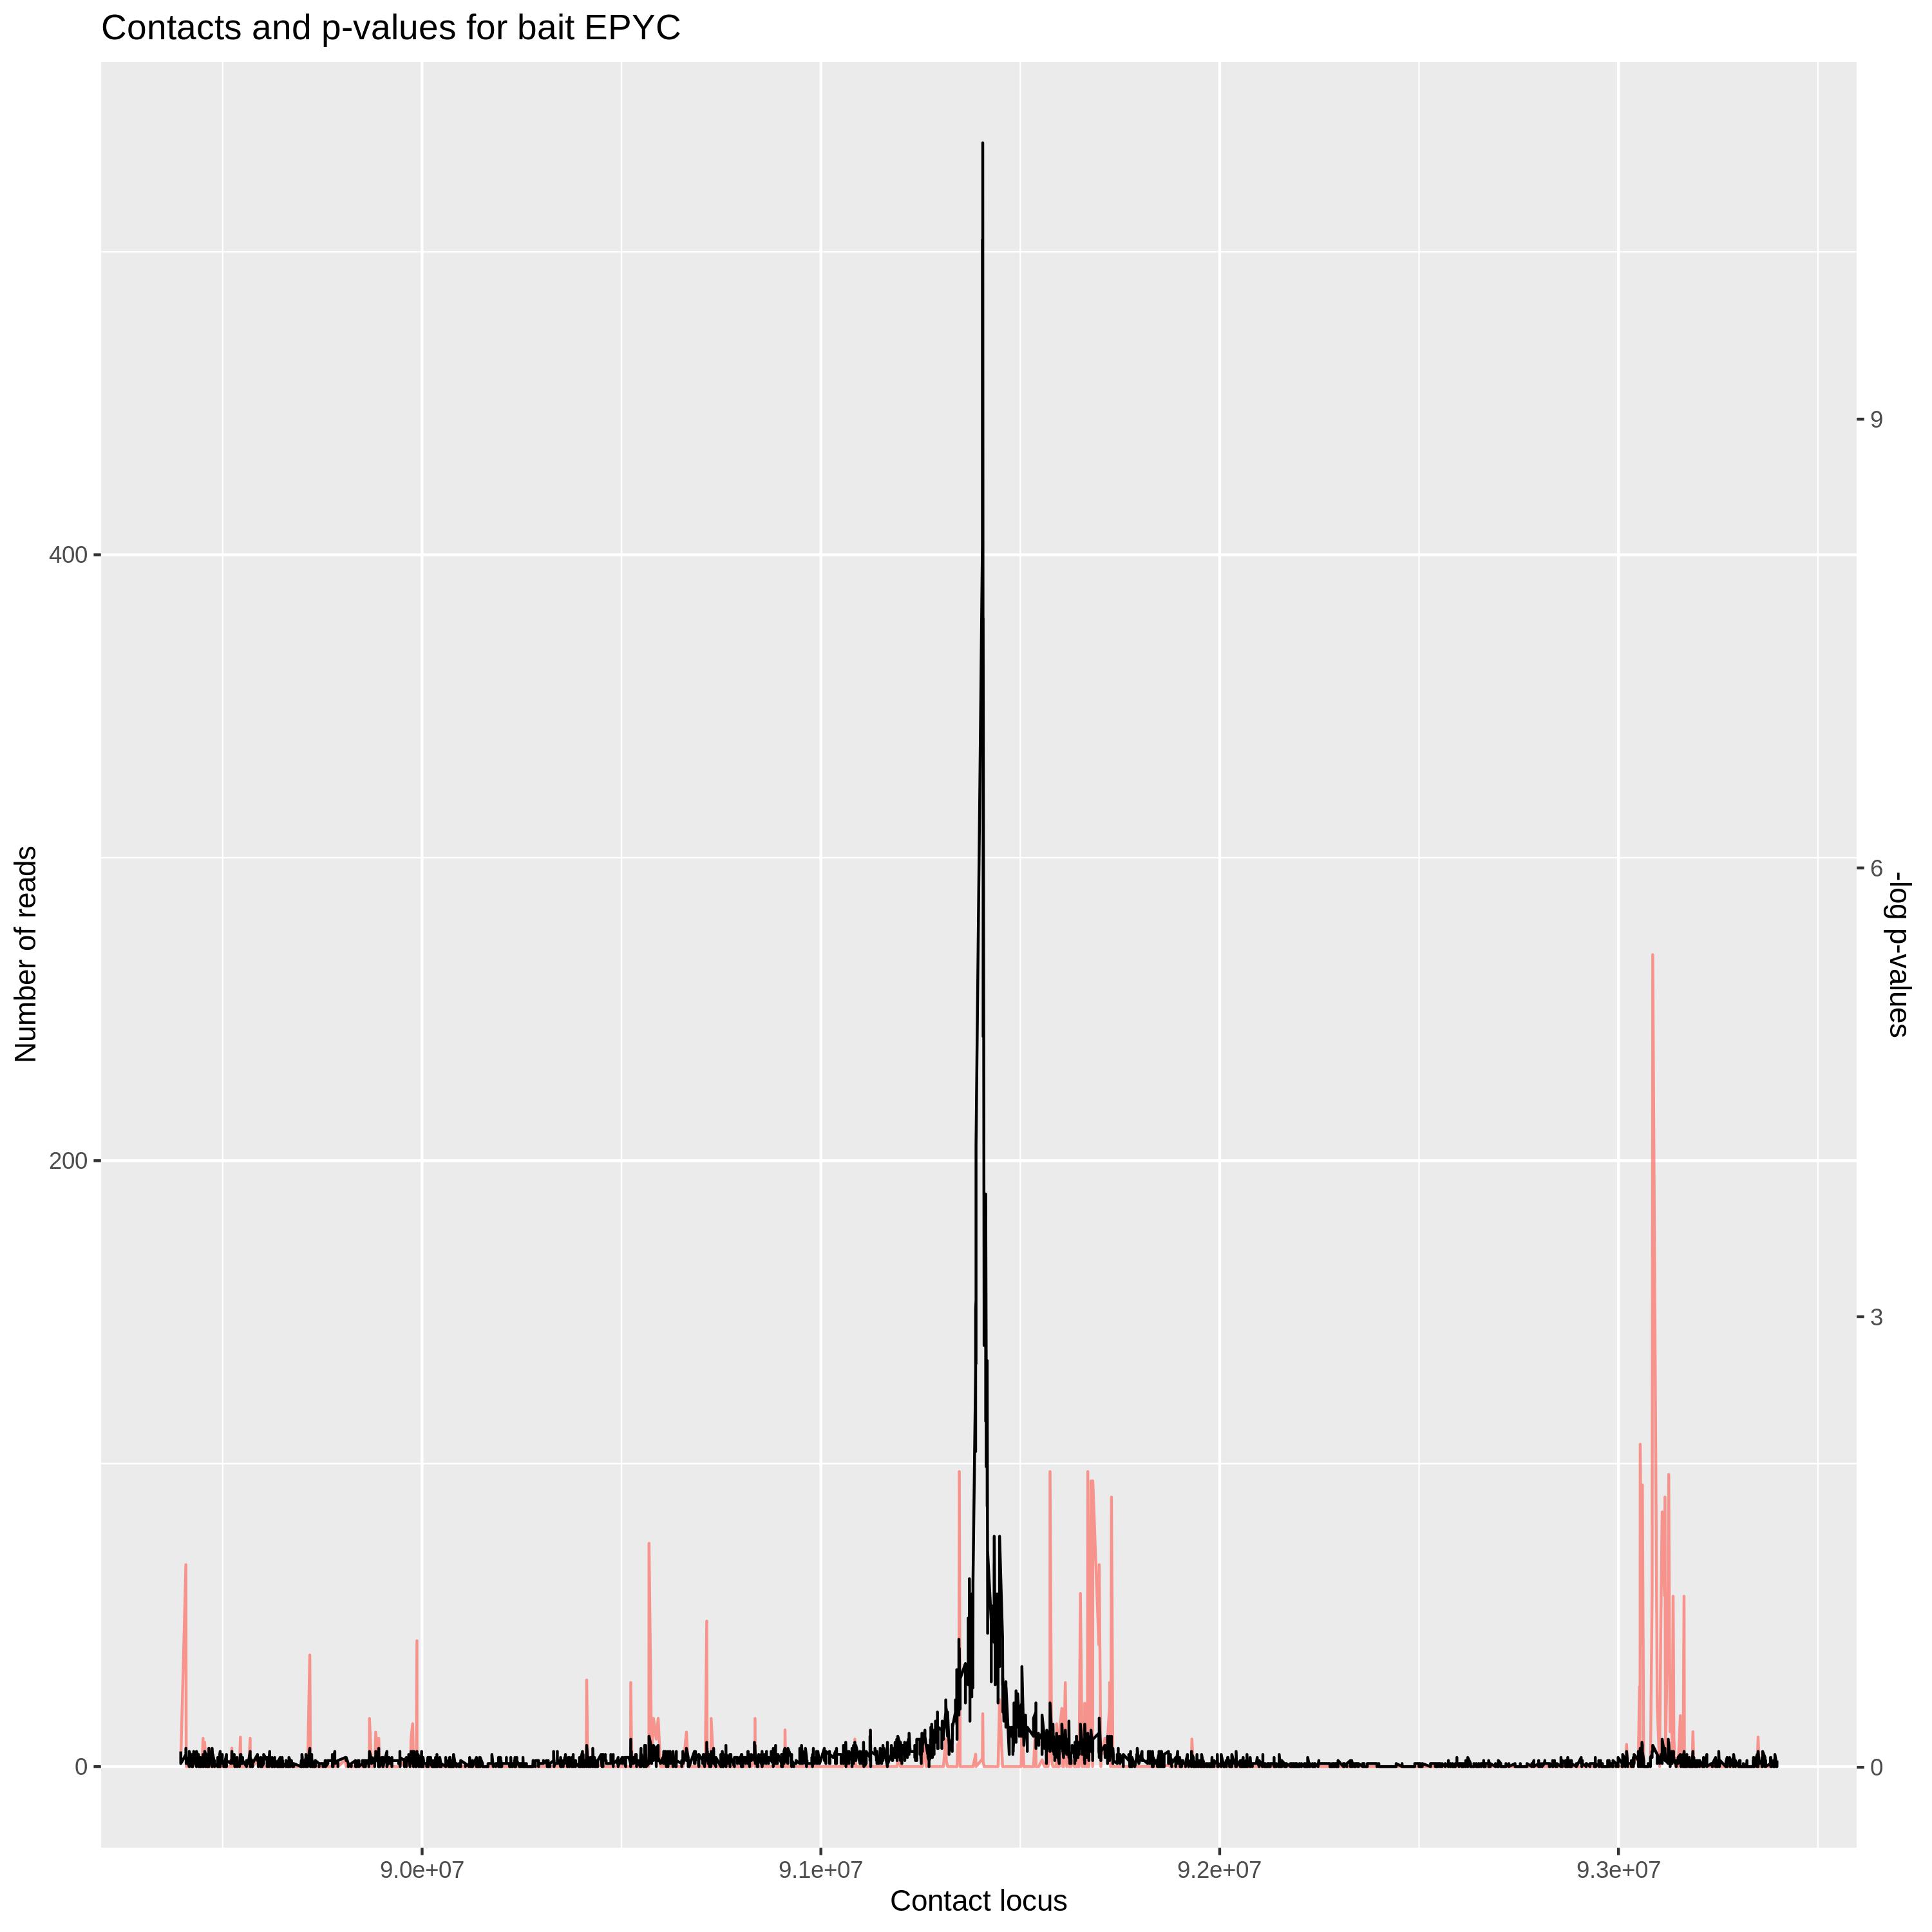 Contacts and p-values for bait EPYC
Number of reads
400
200
0
9
6
3
0
-log p-values
9.0e+07
9.1e+07
9.2e+07
9.3e+07
Contact locus